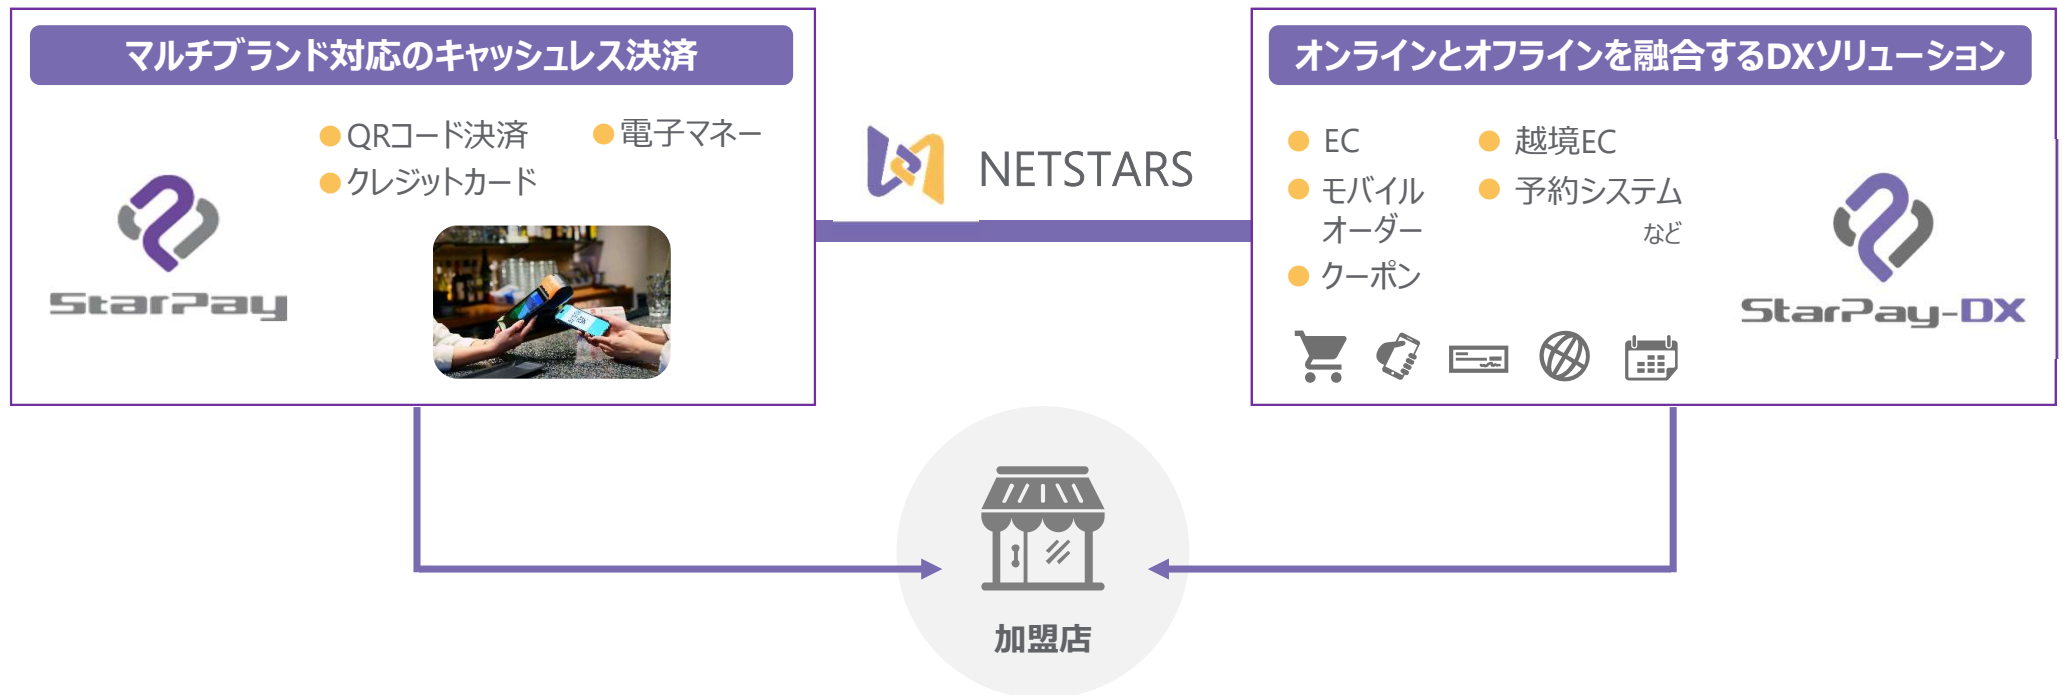 マルチブランド対応のキャッシュレス決済
QRコード決済
電子マネー
クレジットカード
StarPay
NETSTARS
オンラインとオフラインを融合するDXソリューション
EC
越境EC
モバイル
オーダー
予約システム
など
クーポン
StarPay-DX
加盟店